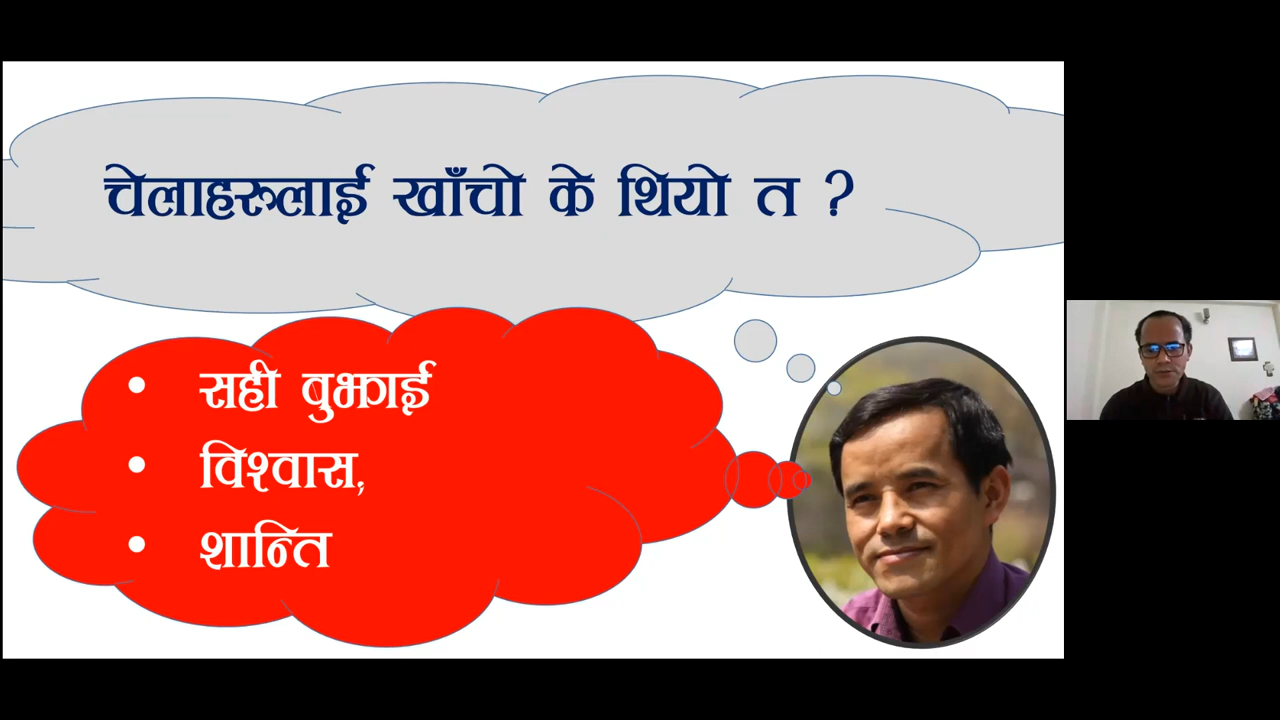 चेलाहरुलाई खाँचो के थियो त ?
• सही बुझाई
• विश्वास,
• शान्ति